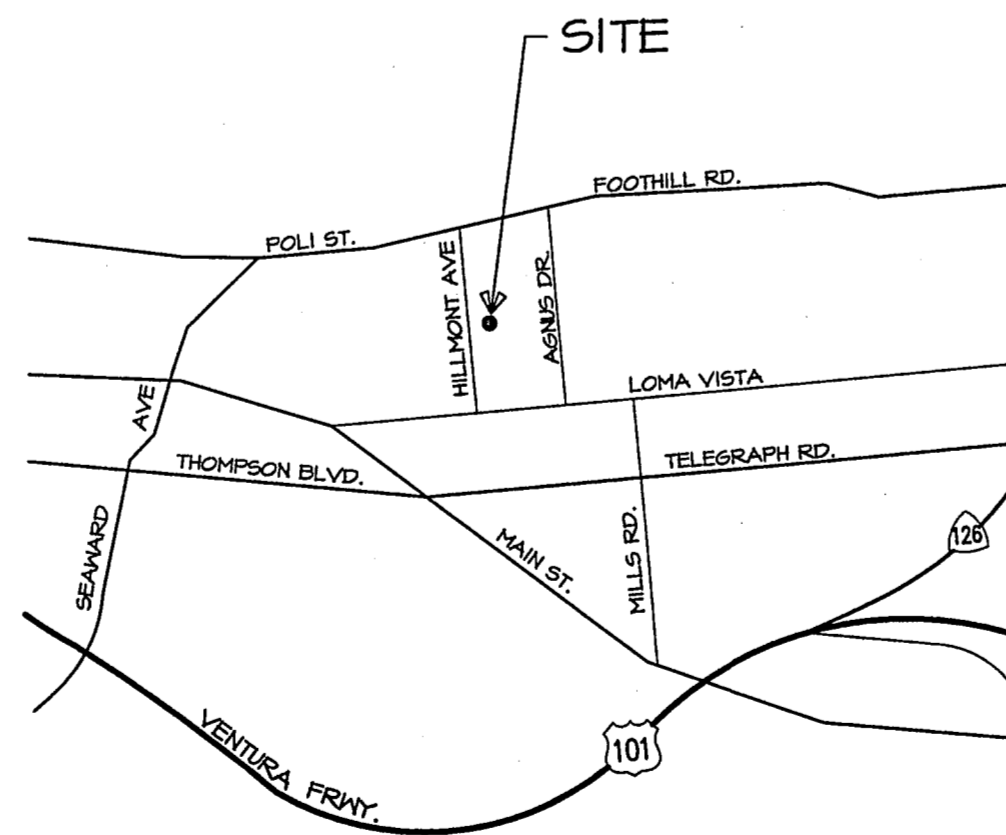 SITE
FOOTHILL RD.
POLI ST.
HILLMONT AVE
AGNUS DR.
LOMA VISTA
AVE
THOMPSON BLVD.
TELEGRAPH RD.
SEAWARD
MAIN ST.
MILLS RD.
126
VENTURA FRWY.
101